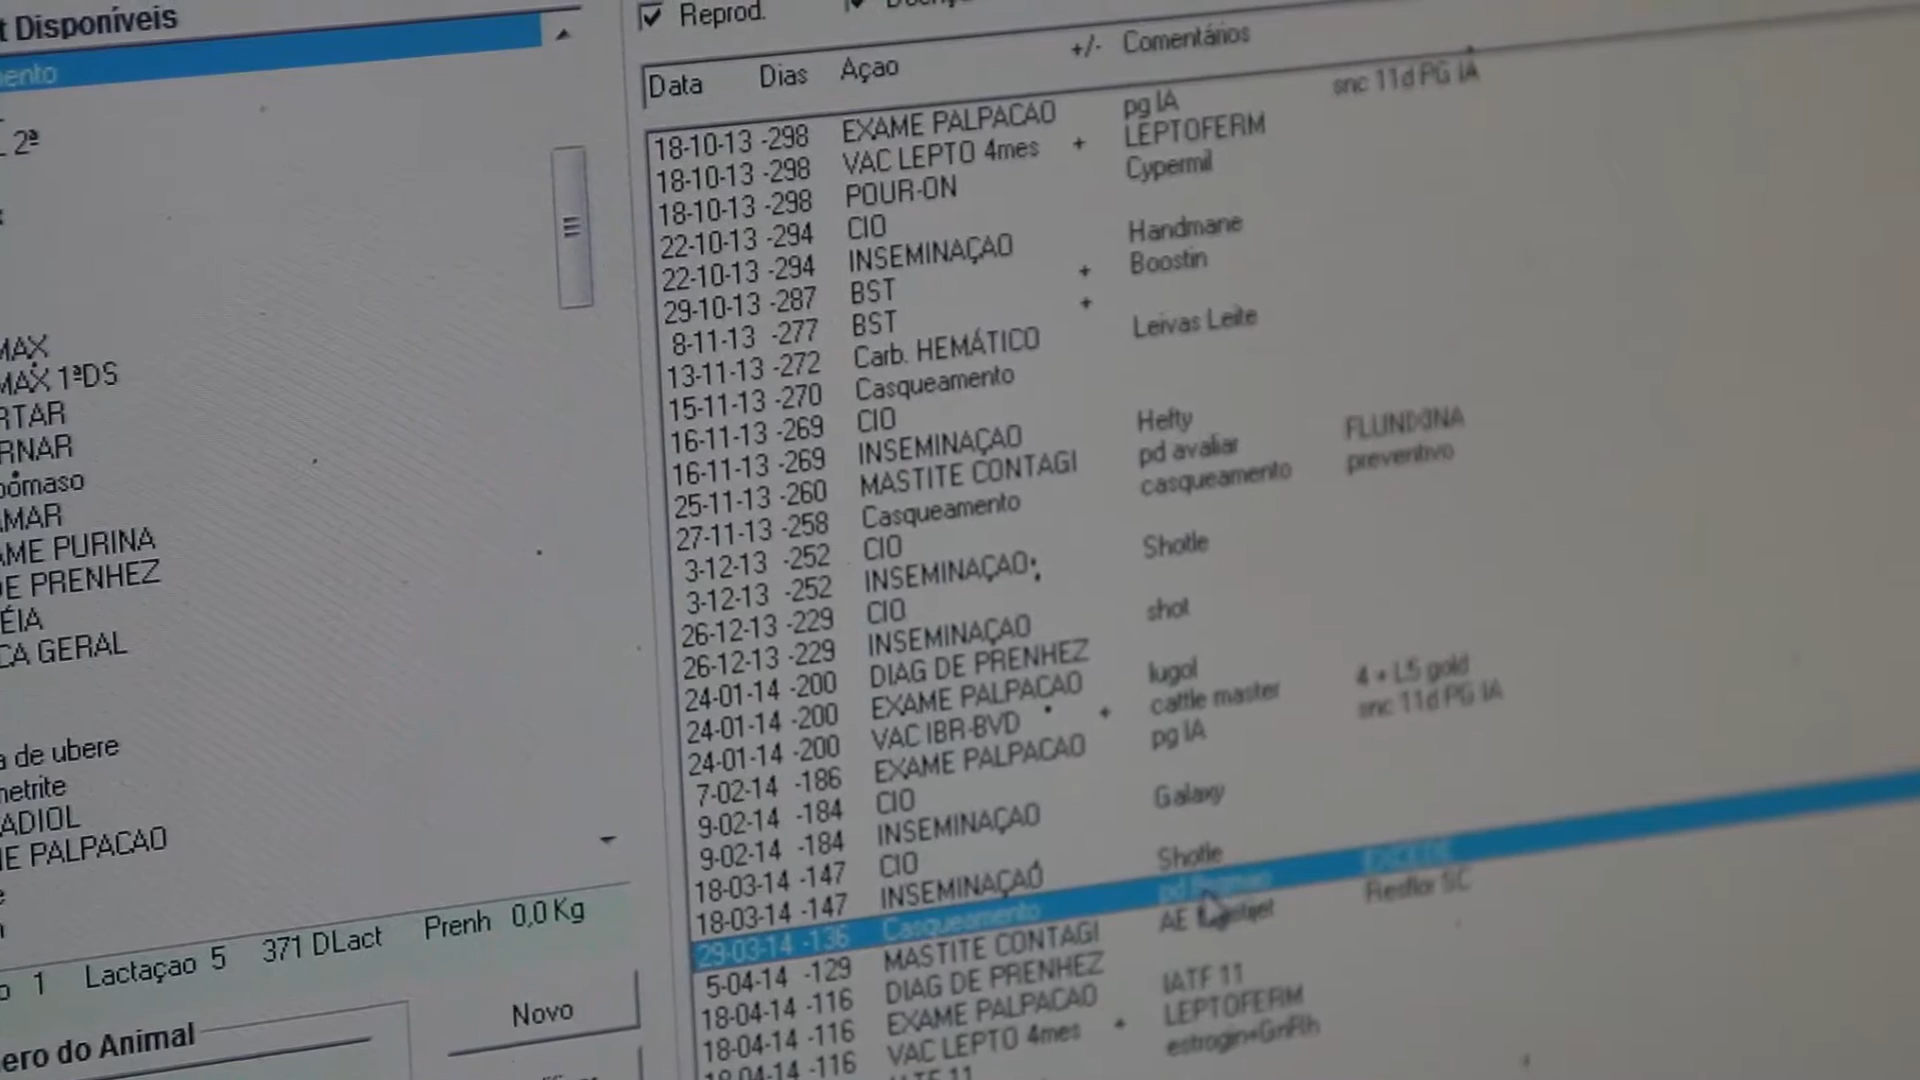 t Disponíveis
ento
2ª
MAX
MAX 1ªDS
RTAR
RNAR
bomaso
AMAR
AME PURINA
DE PRENHEZ
ÉIA
CA GERAL
a de ubere
netrite
ADIOL
E PALPACAO
1 Lactaçao 5 371 DLact Prenh 0,0 Kg
Novo
ero do Animal
Reprod.
Data Dias Açao +/- Comentários
18-10-13 -298 EXAME PALPACAO pg IA snc 11d PG IA
18-10-13 -298 VAC LEPTO 4mes + LEPTOFERM
18-10-13 -298 POUR-ON Cypermil
22-10-13 -294 CIO
22-10-13 -294 INSEMINAÇAO Handmane
29-10-13 -287 BST + Boostin
8-11-13 -277 BST +
13-11-13 -272 Carb. HEMÁTICO Leivas Leite
15-11-13 -270 Casqueamento
16-11-13 -269 CIO
16-11-13 -269 INSEMINAÇAO Hefty
25-11-13 -260 MASTITE CONTAGI pd avaliar FLUNDONA
27-11-13 -258 Casqueamento casqueamento preventivo
3-12-13 -252 CIO
3-12-13 -252 INSEMINAÇAO Shotle
26-12-13 -229 CIO
26-12-13 -229 INSEMINAÇAO shot
24-01-14 -200 DIAG DE PRENHEZ
24-01-14 -200 EXAME PALPACAO lugol
24-01-14 -200 VAC IBR-BVD + cattle master 4 + L5 gold
7-02-14 -186 EXAME PALPACAO pg IA snc 11d PG IA
9-02-14 -184 CIO
9-02-14 -184 INSEMINAÇAO Galaxy
18-03-14 -147 CIO
18-03-14 -147 INSEMINAÇAO Shotle
29-03-14 -136 Casqueamento pd
5-04-14 -129 MASTITE CONTAGI AE Resflor SC
18-04-14 -116 DIAG DE PRENHEZ
18-04-14 -116 EXAME PALPACAO IATF 11
-116 VAC LEPTO 4mes + LEPTOFERM
estrogin+GnRh